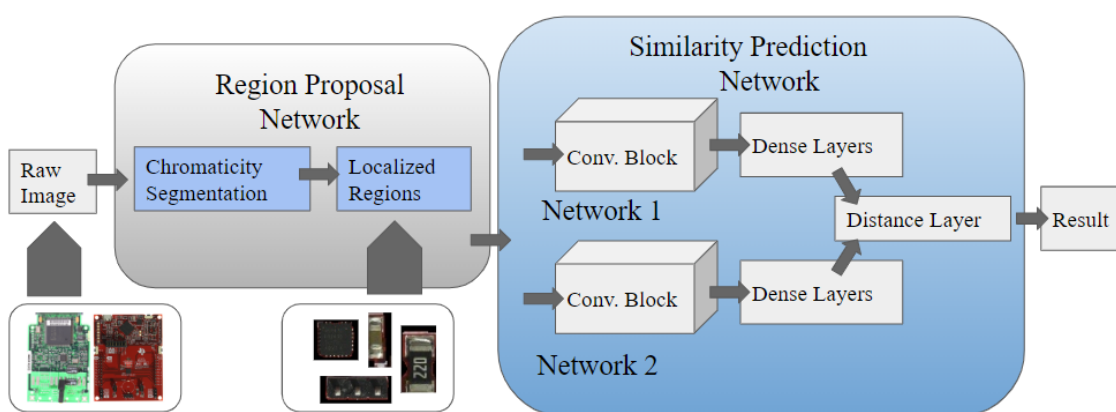 Region Proposal
Network
Similarity Prediction
Network
Raw
Image
Chromaticity
Segmentation
Localized
Regions
Conv. Block
Dense Layers
Network 1
Distance Layer
Result
Conv. Block
Dense Layers
Network 2
220